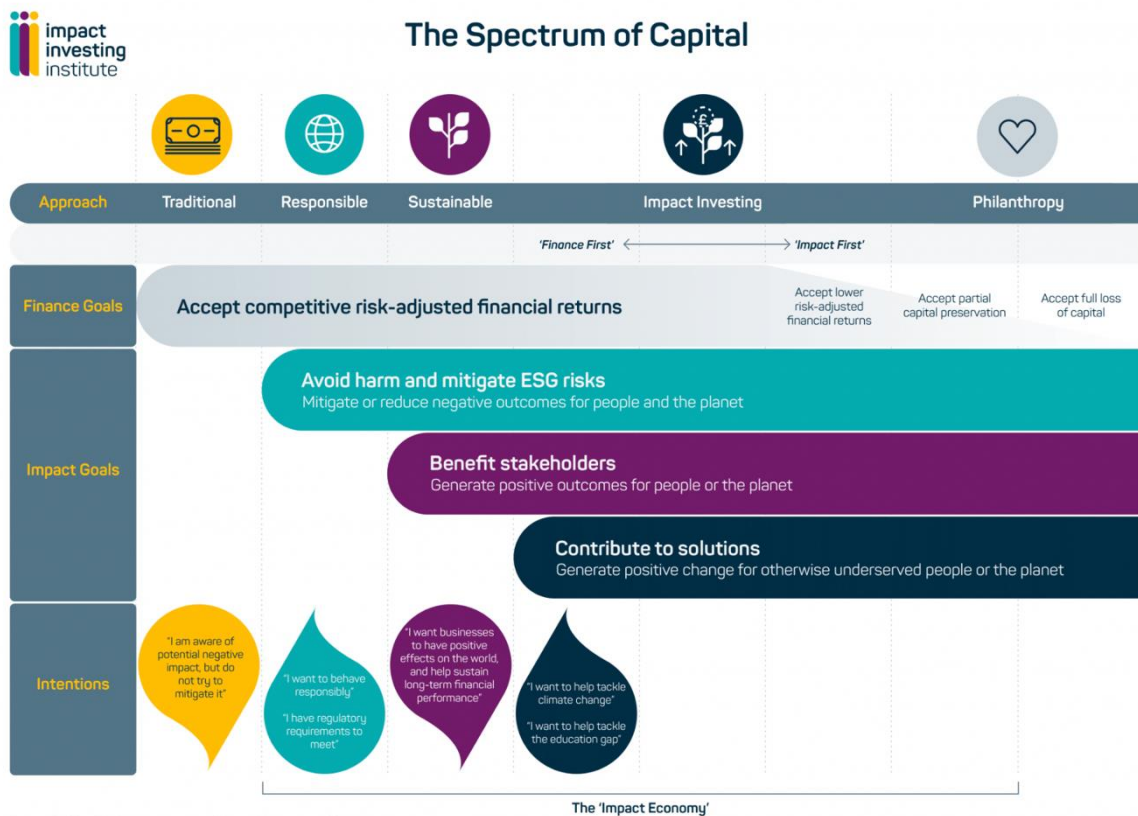 impact
investing
institute
The Spectrum of Capital
£
Approach
Traditional
Responsible
Sustainable
Impact Investing
Philanthropy
'Finance First'
'Impact First'
Finance Goals
Accept competitive risk-adjusted financial returns
Accept lower
risk-adjusted
financial returns
Accept partial
capital preservation
Accept full loss
of capital
Impact Goals
Avoid harm and mitigate ESG risks
Mitigate or reduce negative outcomes for people and the planet
Benefit stakeholders
Generate positive outcomes for people or the planet
Contribute to solutions
Generate positive change for otherwise underserved people or the planet
Intentions
"I am aware of
potential negative
impact, but do
not try to
mitigate it"
"I want to behave
responsibly"
"I have regulatory
requirements to
meet"
"I want businesses
to have positive
effects on the world,
and help sustain
long-term financial
performance"
"I want to help tackle
climate change"
"I want to help tackle
the education gap"
The 'Impact Economy'